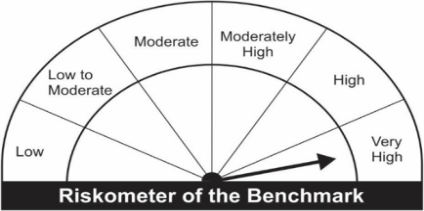 Low
Low to
Moderate
Moderate
Moderately
High
High
Very
High
Riskometer of the Benchmark